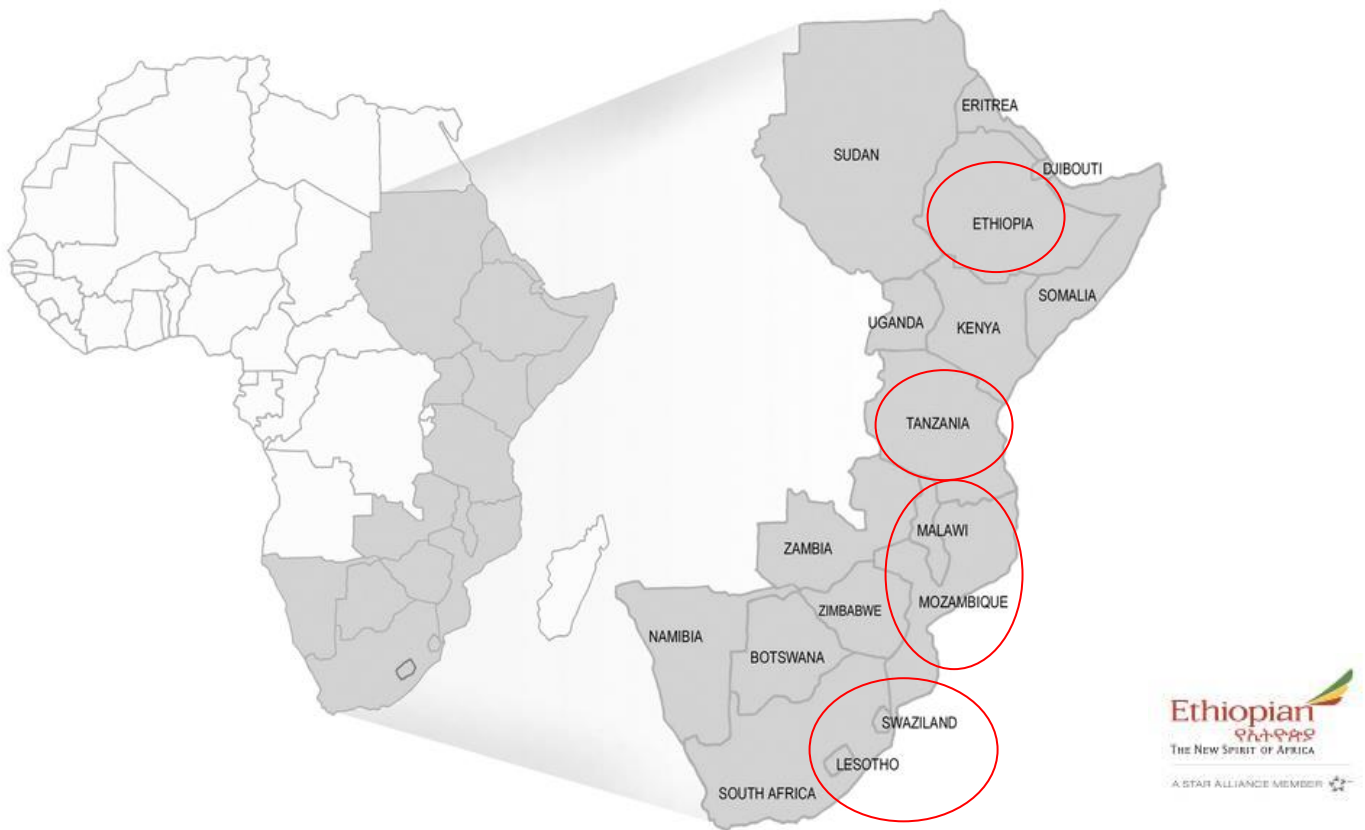 ERITREA
SUDAN
DJIBOUTI
ETHIOPIA
SOMALIA
UGANDA
KENYA
TANZANIA
MALAWI
ZAMBIA
MOZAMBIQUE
ZIMBABWE
NAMIBIA
BOTSWANA
SWAZILAND
LESOTHO
SOUTH AFRICA
Ethiopian
የኢትዮጵያ
THE NEW SPIRIT OF AFRICA
A STAR ALLIANCE MEMBER